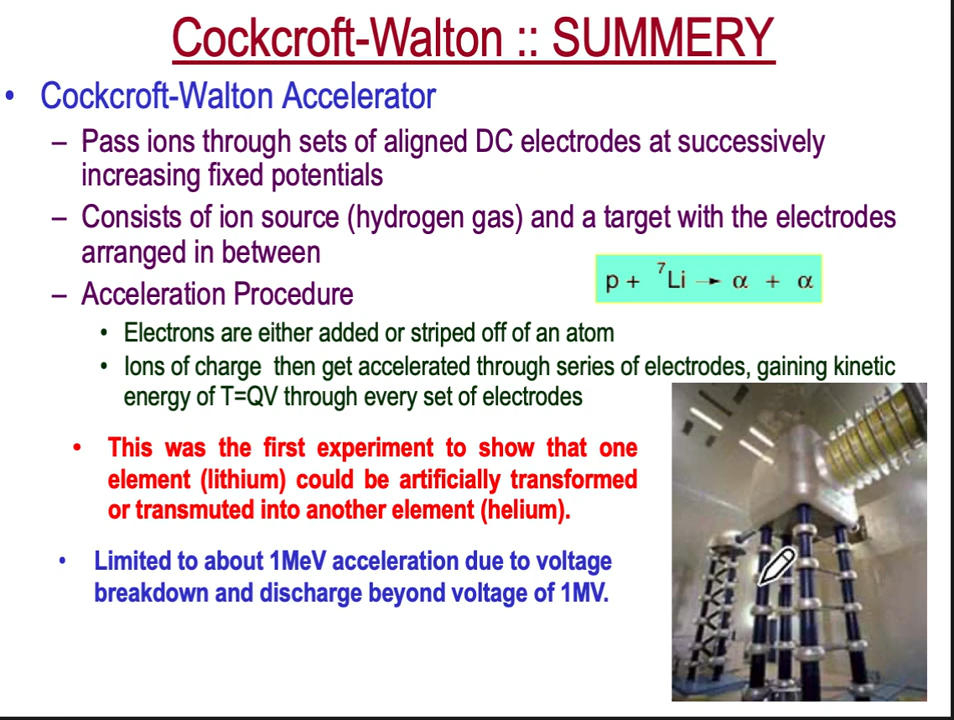 Cockcroft-Walton :: SUMMERY
• Cockcroft-Walton Accelerator
– Pass ions through sets of aligned DC electrodes at successively
increasing fixed potentials
– Consists of ion source (hydrogen gas) and a target with the electrodes
arranged in between
p + ⁷Li → α + α
– Acceleration Procedure
• Electrons are either added or striped off of an atom
• Ions of charge then get accelerated through series of electrodes, gaining kinetic
energy of T=QV through every set of electrodes
• This was the first experiment to show that one
element (lithium) could be artificially transformed
or transmuted into another element (helium).
• Limited to about 1MeV acceleration due to voltage
breakdown and discharge beyond voltage of 1MV.